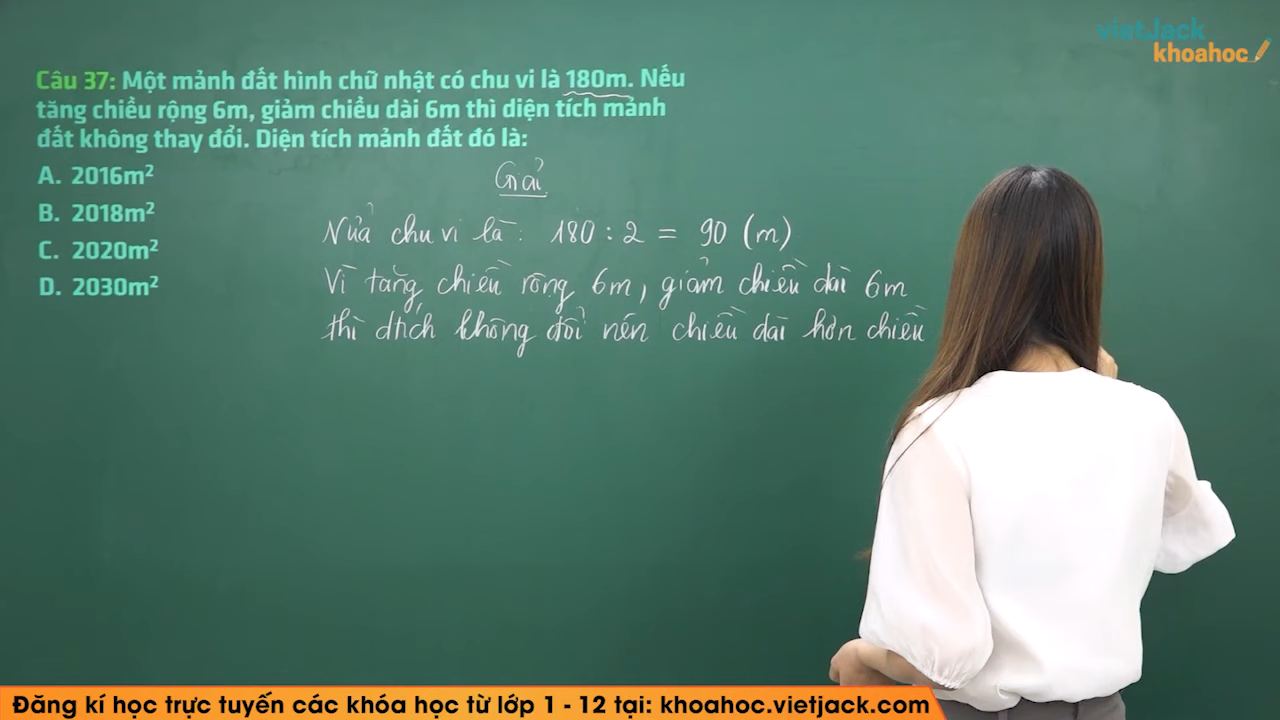 vietJack
khoahoc
Câu 37: Một mảnh đất hình chữ nhật có chu vi là 180m. Nếu
tăng chiều rộng 6m, giảm chiều dài 6m thì diện tích mảnh
đất không thay đổi. Diện tích mảnh đất đó là:
A. 2016m²
B. 2018m²
C. 2020m²
D. 2030m²
Giải
Nửa chu vi là: 180 : 2 = 90 (m)
Vì tăng chiều rộng 6m, giảm chiều dài 6m
thì dtích không đổi nên chiều dài hơn chiều
Đăng kí học trực tuyến các khóa học từ lớp 1 - 12 tại: khoahoc.vietjack.com